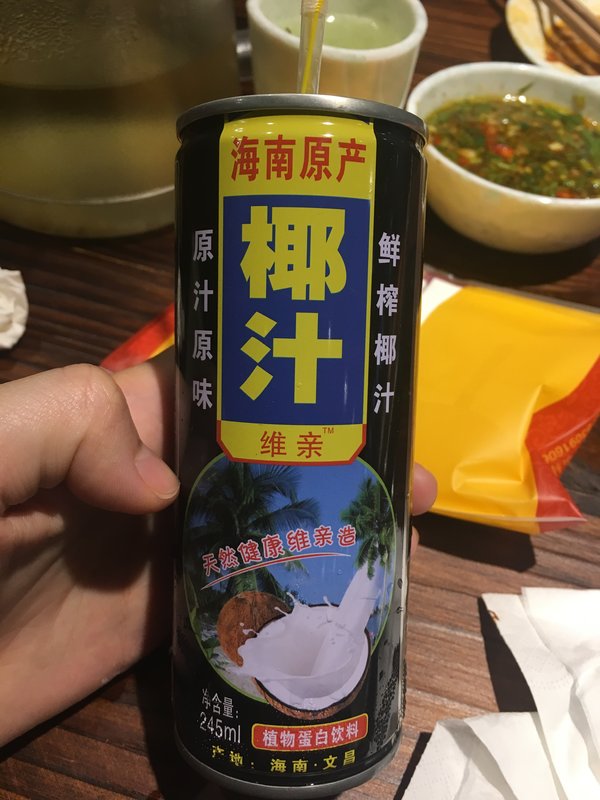 海南原产
椰汁
原汁原味
鲜榨椰汁
维亲™
天然健康维亲造
净含量:
245ml
植物蛋白饮料
产地：海南·文昌